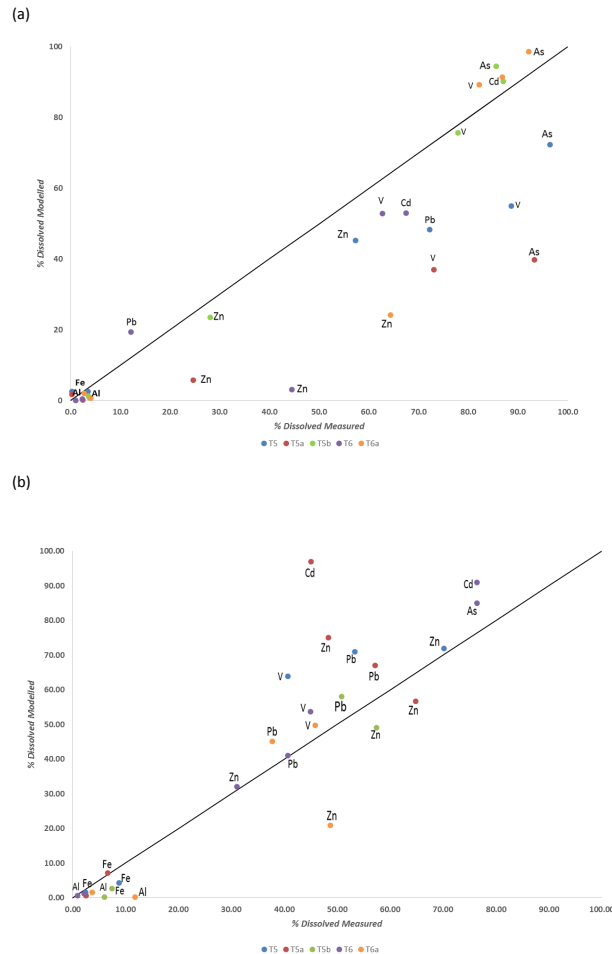 (a)
100
As
As
Cd
V
80
V
As
% Dissolved Modelled
60
V
Cd
V
Pb
Zn
40
As
V
Zn
Zn
20
Pb
Zn
Fe
Zn
Al
Al
0
0.0 10.0 20.0 30.0 40.0 50.0 60.0 70.0 80.0 90.0 100.0
% Dissolved Measured
T5 T5a T5b T6 T6a
(b)
100.00
Cd
90.00
Cd
As
80.00
Zn
Zn
70.00
Pb
Pb
V
% Dissolved Modelled
60.00
Pb
Zn
V
50.00
V
Zn
Pb
40.00
Pb
Zn
30.00
20.00
Zn
10.00
Fe
Fe
Al Fe Al Fe Al
0.00
0.00 10.00 20.00 30.00 40.00 50.00 60.00 70.00 80.00 90.00 100.00
% Dissolved Measured
T5 T5a T5b T6 T6a